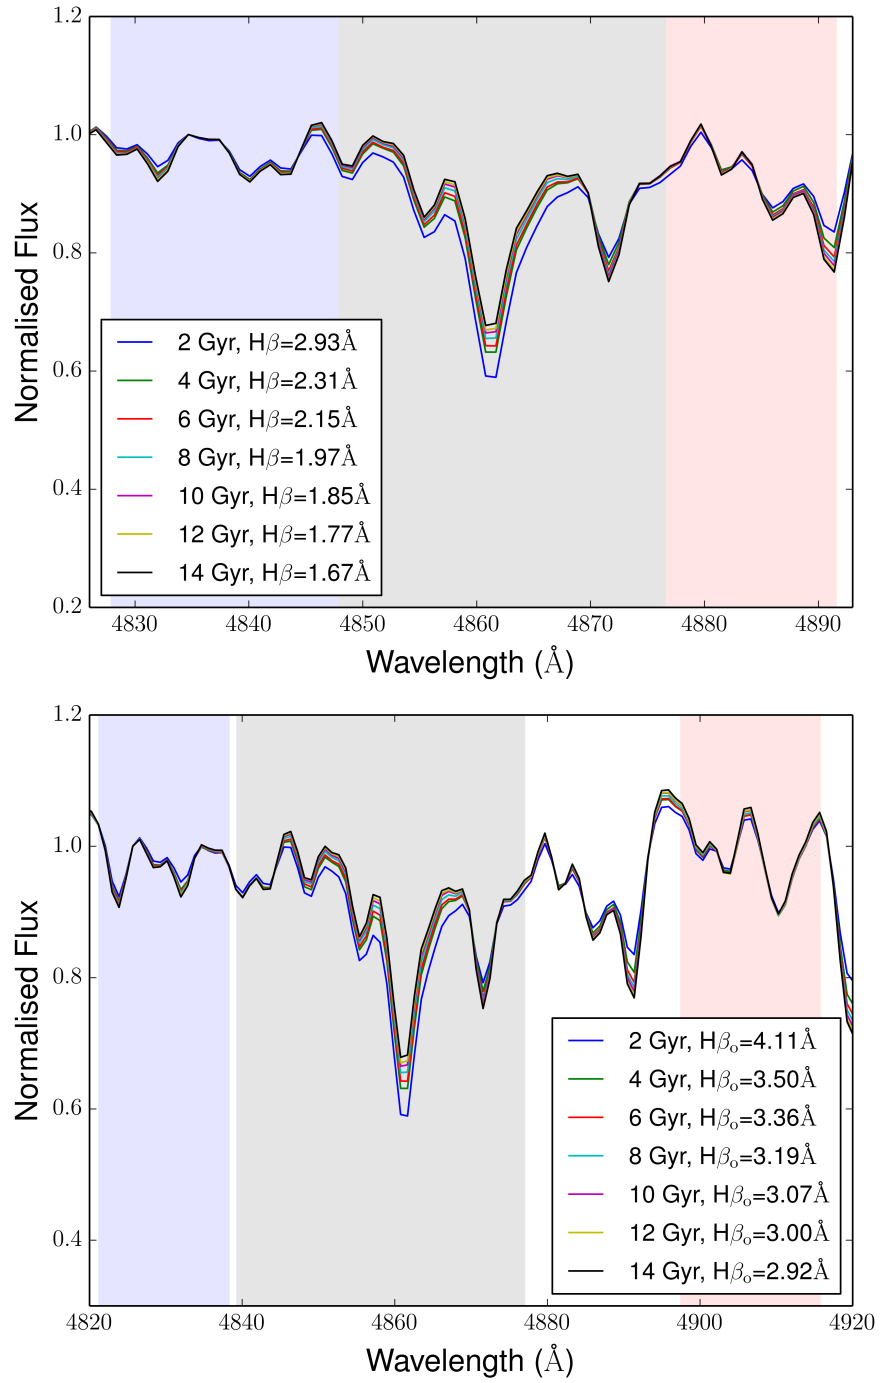 1.2
1.0
0.8
0.6
0.4
0.2
Normalised Flux
2 Gyr, Hβ=2.93Å
4 Gyr, Hβ=2.31Å
6 Gyr, Hβ=2.15Å
8 Gyr, Hβ=1.97Å
10 Gyr, Hβ=1.85Å
12 Gyr, Hβ=1.77Å
14 Gyr, Hβ=1.67Å
4830 4840 4850 4860 4870 4880 4890
Wavelength (Å)
1.2
1.0
0.8
0.6
0.4
Normalised Flux
2 Gyr, Hβₒ=4.11Å
4 Gyr, Hβₒ=3.50Å
6 Gyr, Hβₒ=3.36Å
8 Gyr, Hβₒ=3.19Å
10 Gyr, Hβₒ=3.07Å
12 Gyr, Hβₒ=3.00Å
14 Gyr, Hβₒ=2.92Å
4820 4840 4860 4880 4900 4920
Wavelength (Å)